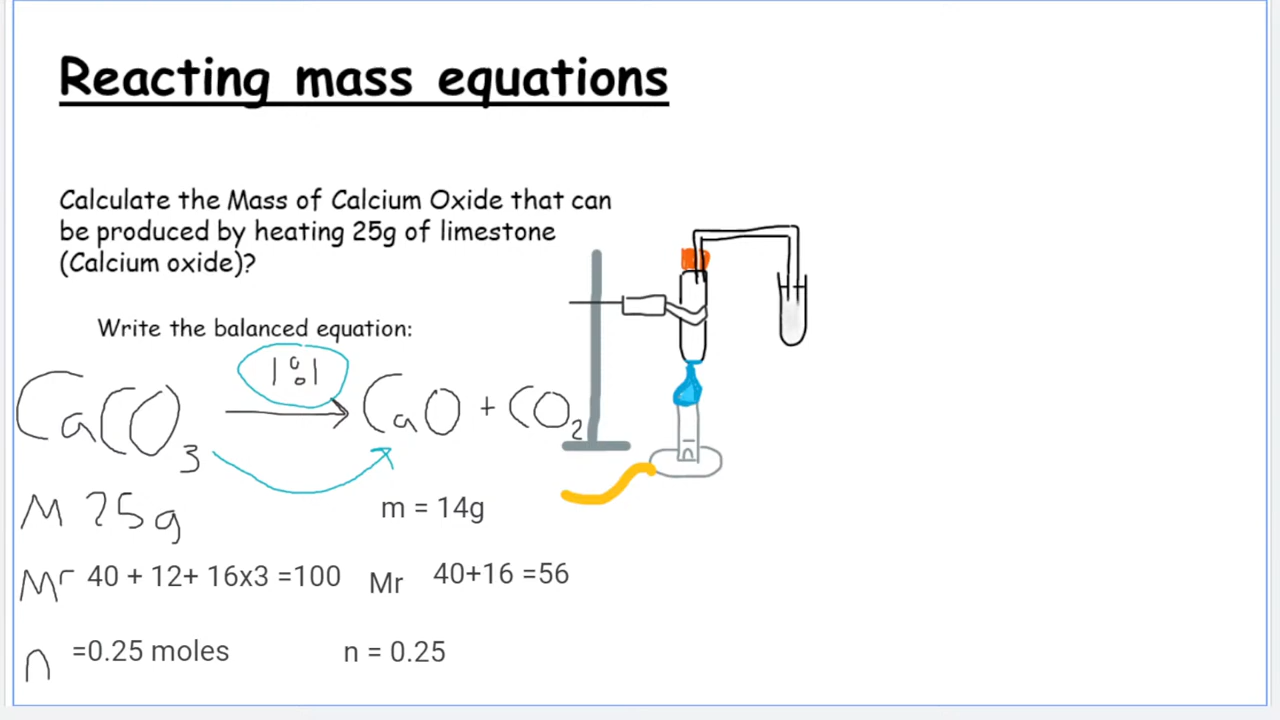 Reacting mass equations
Calculate the Mass of Calcium Oxide that can
be produced by heating 25g of limestone
(Calcium oxide)?
Write the balanced equation:
1:1
CaCO3 → CaO + CO2
M 25g
m = 14g
Mr 40 + 12+ 16x3 =100
Mr 40+16 =56
n =0.25 moles
n = 0.25